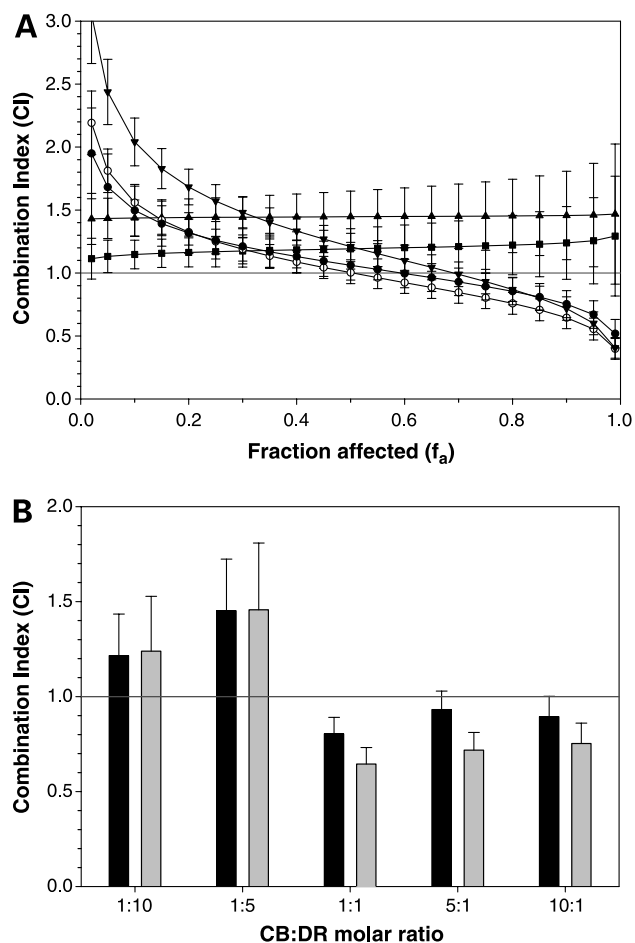 A
3.0
2.5
2.0
1.5
1.0
0.5
0.0
Combination Index (CI)
0.0 0.2 0.4 0.6 0.8 1.0
Fraction affected (fₐ)
B
2.0
1.5
1.0
0.5
0.0
Combination Index (CI)
1:10 1:5 1:1 5:1 10:1
CB:DR molar ratio